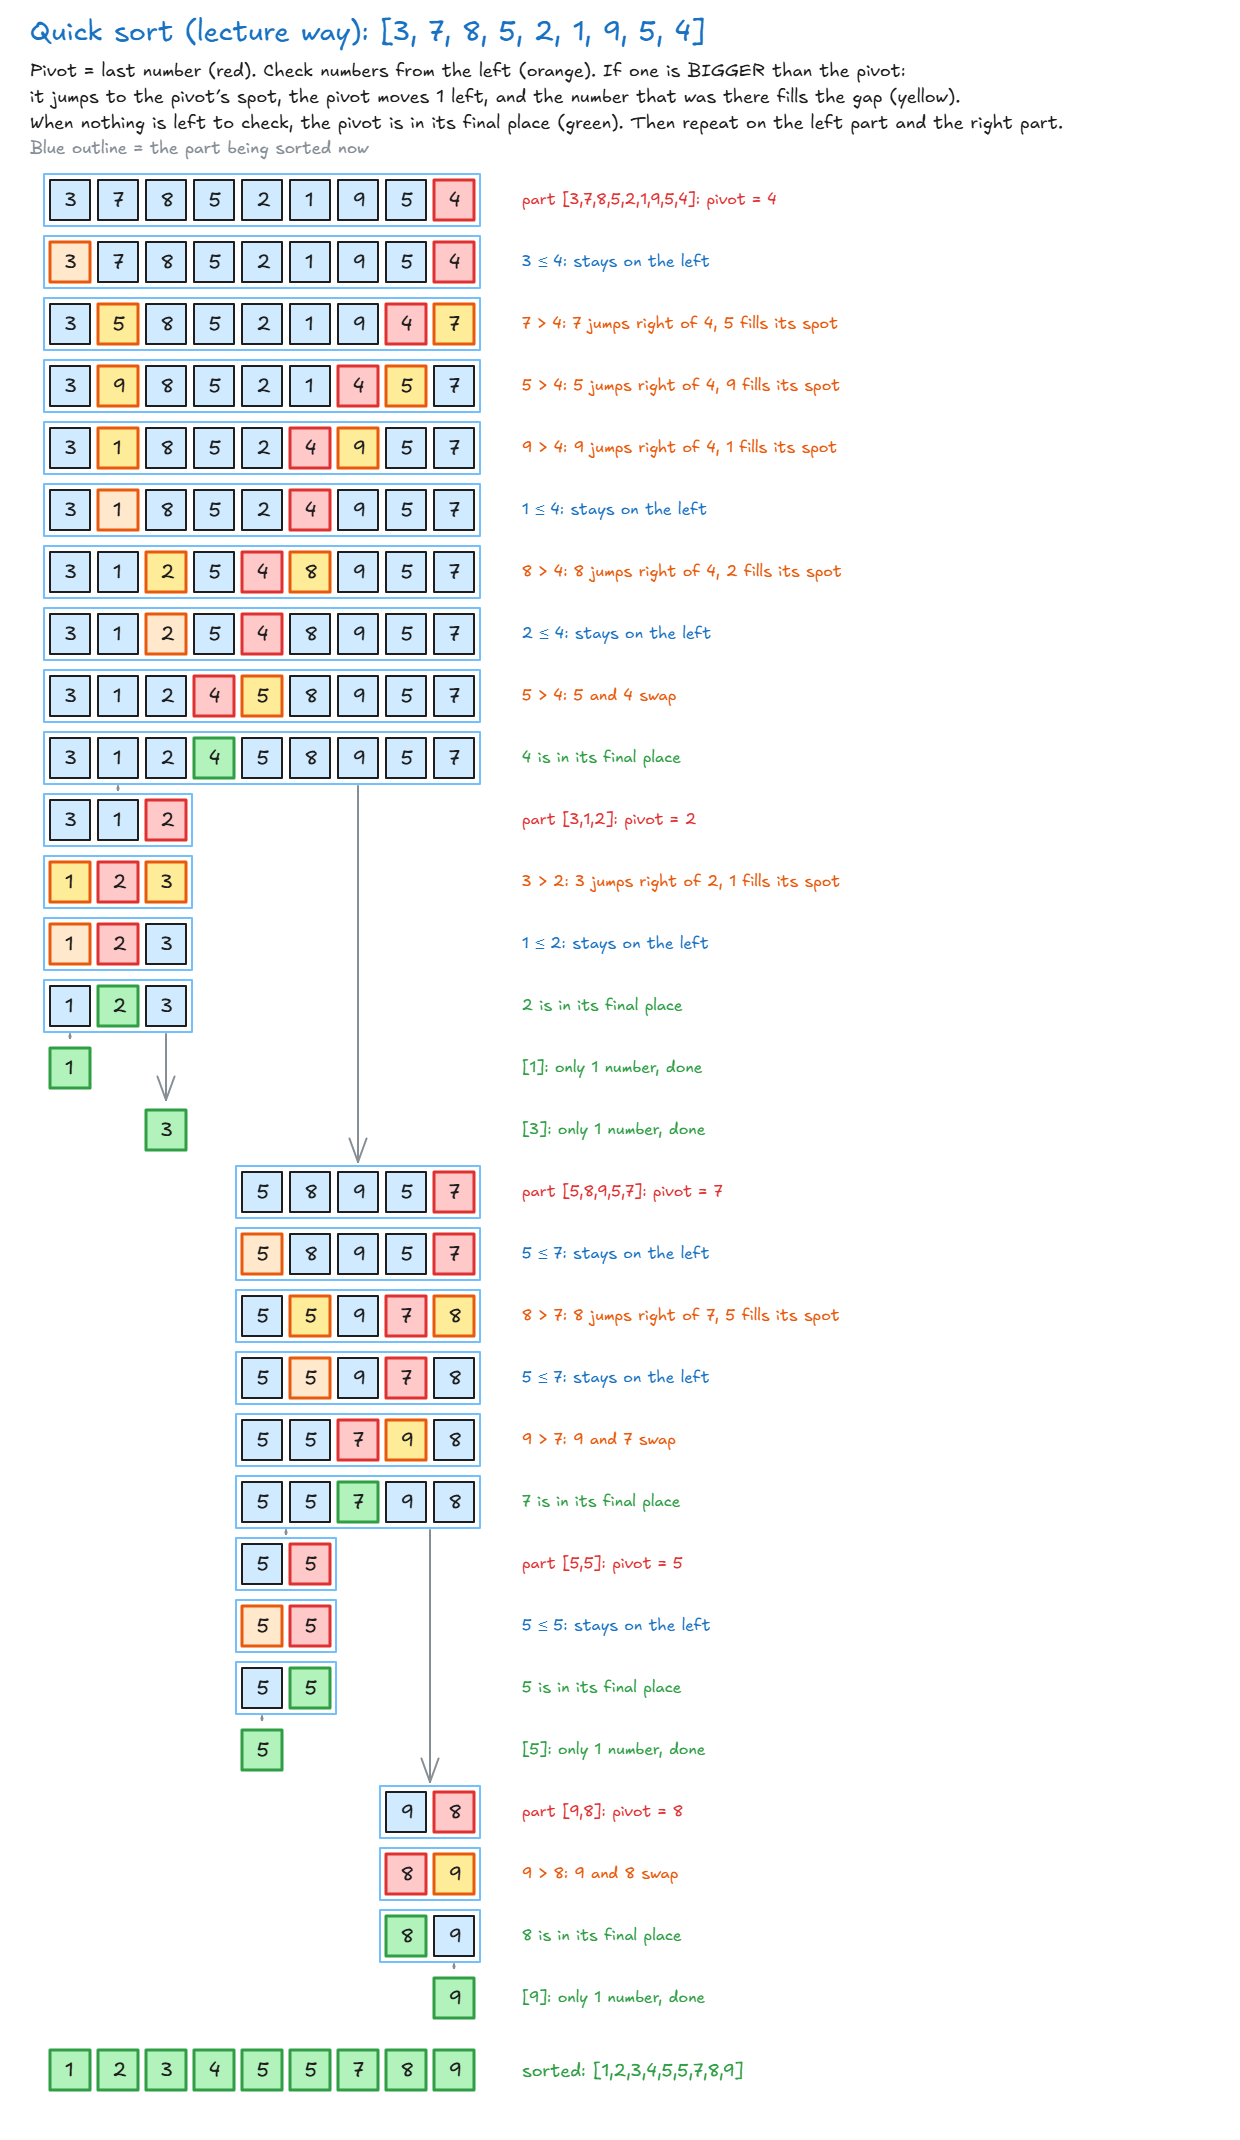 Quick sort (lecture way): [3, 7, 8, 5, 2, 1, 9, 5, 4]
Pivot = last number (red). Check numbers from the left (orange). If one is BIGGER than the pivot:
it jumps to the pivot's spot, the pivot moves 1 left, and the number that was there fills the gap (yellow).
When nothing is left to check, the pivot is in its final place (green). Then repeat on the left part and the right part.
Blue outline = the part being sorted now
3 7 8 5 2 1 9 5 4 part [3,7,8,5,2,1,9,5,4]: pivot = 4
3 7 8 5 2 1 9 5 4 3 ≤ 4: stays on the left
3 5 8 5 2 1 9 4 7 7 > 4: 7 jumps right of 4, 5 fills its spot
3 9 8 5 2 1 4 5 7 5 > 4: 5 jumps right of 4, 9 fills its spot
3 1 8 5 2 4 9 5 7 9 > 4: 9 jumps right of 4, 1 fills its spot
3 1 8 5 2 4 9 5 7 1 ≤ 4: stays on the left
3 1 2 5 4 8 9 5 7 8 > 4: 8 jumps right of 4, 2 fills its spot
3 1 2 5 4 8 9 5 7 2 ≤ 4: stays on the left
3 1 2 4 5 8 9 5 7 5 > 4: 5 and 4 swap
3 1 2 4 5 8 9 5 7 4 is in its final place
3 1 2 part [3,1,2]: pivot = 2
1 2 3 3 > 2: 3 jumps right of 2, 1 fills its spot
1 2 3 1 ≤ 2: stays on the left
1 2 3 2 is in its final place
1 [1]: only 1 number, done
3 [3]: only 1 number, done
5 8 9 5 7 part [5,8,9,5,7]: pivot = 7
5 8 9 5 7 5 ≤ 7: stays on the left
5 5 9 7 8 8 > 7: 8 jumps right of 7, 5 fills its spot
5 5 9 7 8 5 ≤ 7: stays on the left
5 5 7 9 8 9 > 7: 9 and 7 swap
5 5 7 9 8 7 is in its final place
5 5 part [5,5]: pivot = 5
5 5 5 ≤ 5: stays on the left
5 5 5 is in its final place
5 [5]: only 1 number, done
9 8 part [9,8]: pivot = 8
8 9 9 > 8: 9 and 8 swap
8 9 8 is in its final place
9 [9]: only 1 number, done
1 2 3 4 5 5 7 8 9 sorted: [1,2,3,4,5,5,7,8,9]